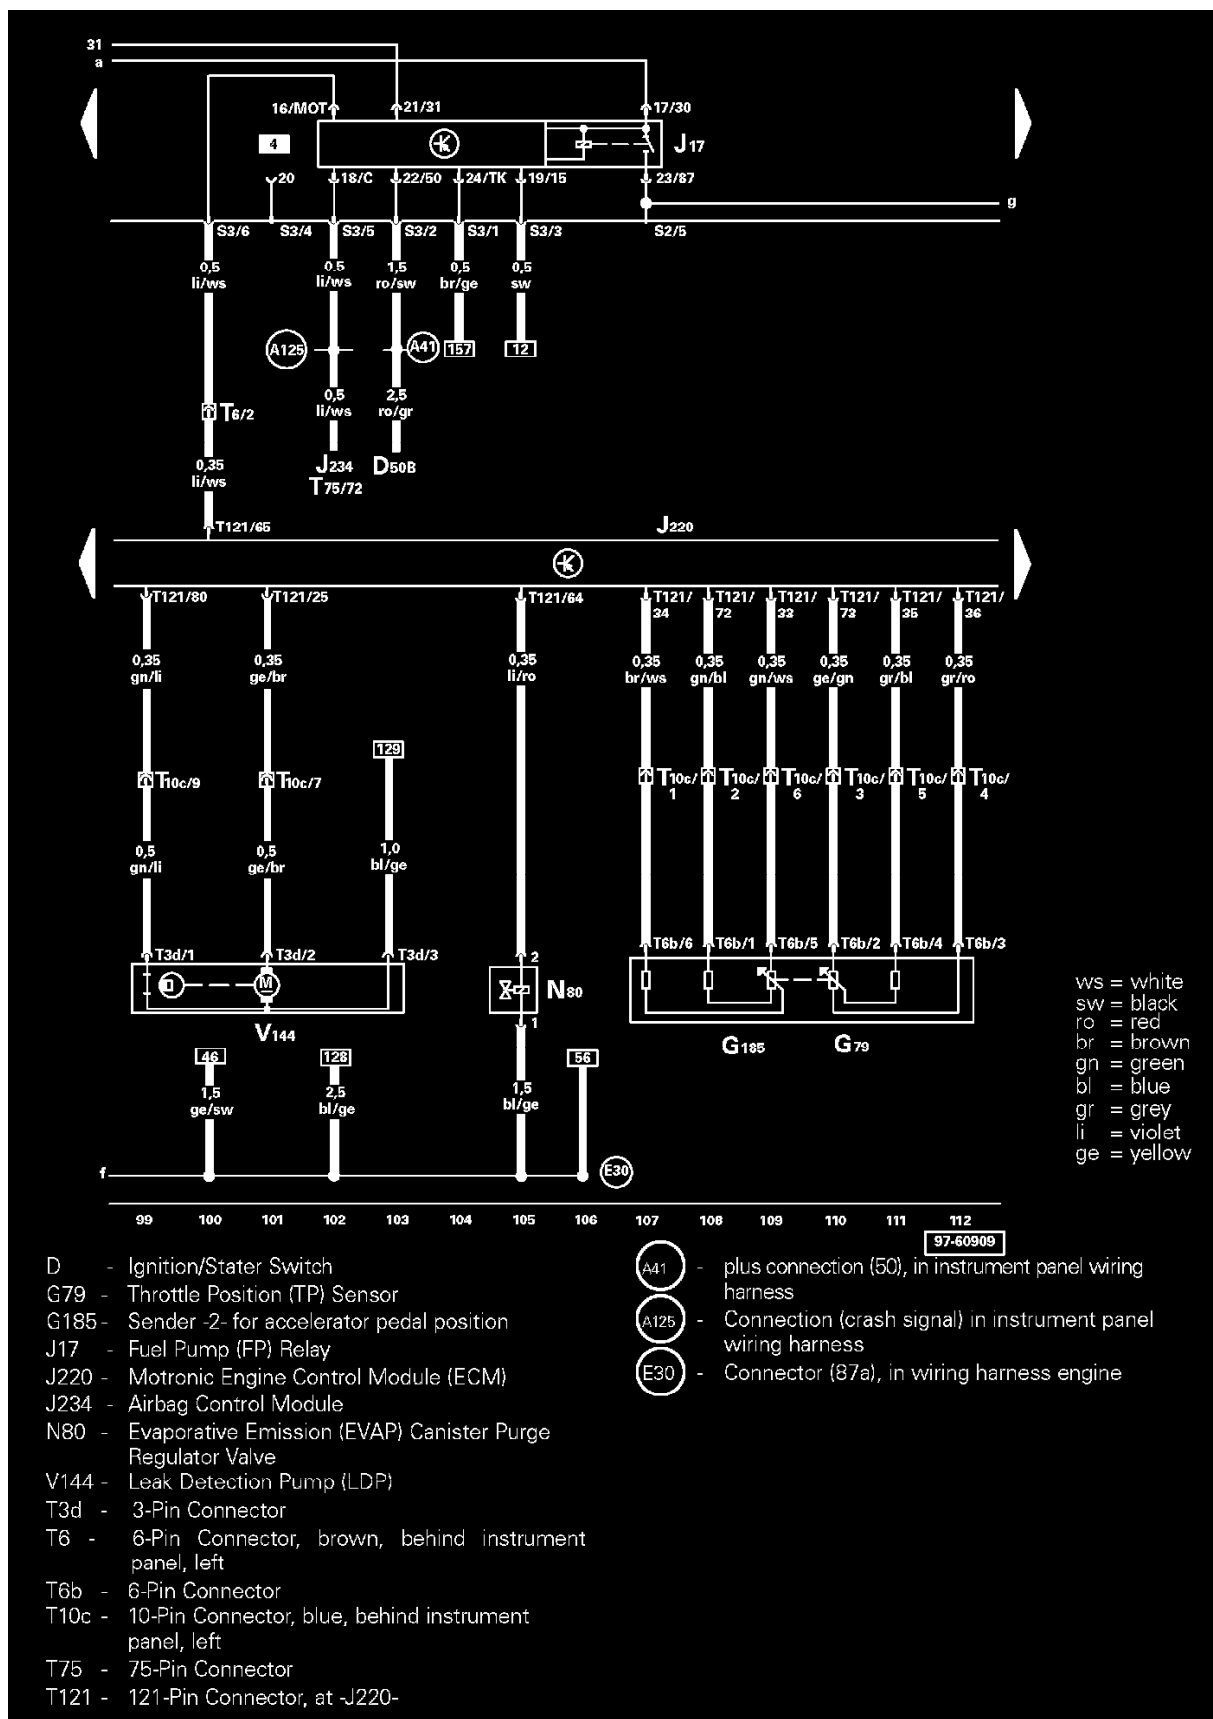 31
a
16/MOT 21/31 17/30
4 J17
20 18/C 22/50 24/TK 19/15 23/87
g
S3/6 S3/4 S3/5 S3/2 S3/1 S3/3 S2/5
0,5 0,5 1,5 0,5 0,5
li/ws li/ws ro/sw br/ge sw
A125 A41 157 12
0,5 2,5
li/ws ro/gr
T6/2
0,35 J234 D50B
li/ws T75/72
T121/65 J220
T121/80 T121/25 T121/64 T121/ T121/ T121/ T121/ T121/ T121/
34 72 33 73 35 36
0,35 0,35 0,35 0,35 0,35 0,35 0,35 0,35 0,35
gn/li ge/br li/ro br/ws gn/bl gn/ws ge/gn gr/bl gr/ro
129
T10c/9 T10c/7 T10c/ T10c/ T10c/ T10c/ T10c/ T10c/
1 2 6 3 5 4
0,5 0,5 1,0
gn/li ge/br bl/ge
T3d/1 T3d/2 T3d/3 2 T6b/6 T6b/1 T6b/5 T6b/2 T6b/4 T6b/3
M N80
1
V144 G185 G79
46 128 56
1,5 2,5 1,5
ge/sw bl/ge bl/ge
f E30
ws = white
sw = black
ro = red
br = brown
gn = green
bl = blue
gr = grey
li = violet
ge = yellow
99 100 101 102 103 104 105 106 107 108 109 110 111 112
97-60909
D - Ignition/Stater Switch
G79 - Throttle Position (TP) Sensor
G185 - Sender -2- for accelerator pedal position
J17 - Fuel Pump (FP) Relay
J220 - Motronic Engine Control Module (ECM)
J234 - Airbag Control Module
N80 - Evaporative Emission (EVAP) Canister Purge
Regulator Valve
V144 - Leak Detection Pump (LDP)
T3d - 3-Pin Connector
T6 - 6-Pin Connector, brown, behind instrument
panel, left
T6b - 6-Pin Connector
T10c - 10-Pin Connector, blue, behind instrument
panel, left
T75 - 75-Pin Connector
T121 - 121-Pin Connector, at -J220-
A41 - plus connection (50), in instrument panel wiring
harness
A125 - Connection (crash signal) in instrument panel
wiring harness
E30 - Connector (87a), in wiring harness engine